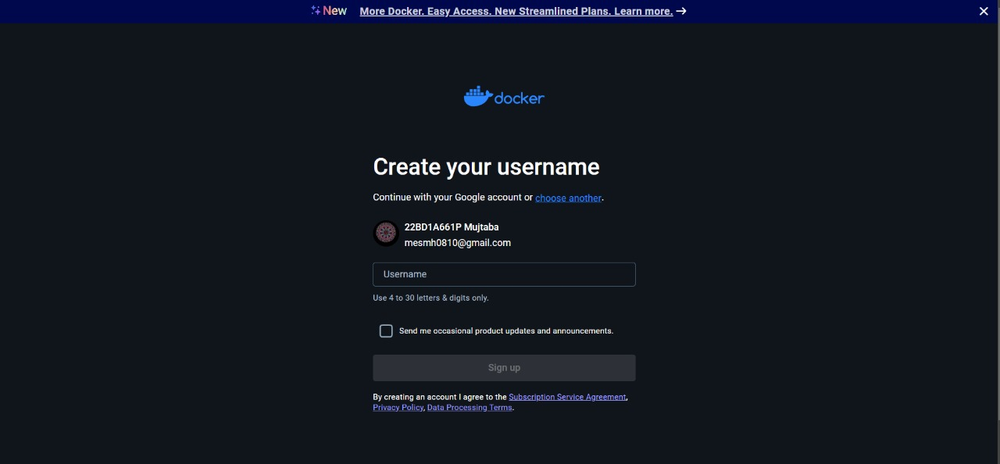 New More Docker. Easy Access. New Streamlined Plans. Learn more. →
docker
Create your username
Continue with your Google account or choose another.
22BD1A661P Mujtaba
mesmh0810@gmail.com
Username
Use 4 to 30 letters & digits only.
Send me occasional product updates and announcements.
Sign up
By creating an account I agree to the Subscription Service Agreement,
Privacy Policy, Data Processing Terms.